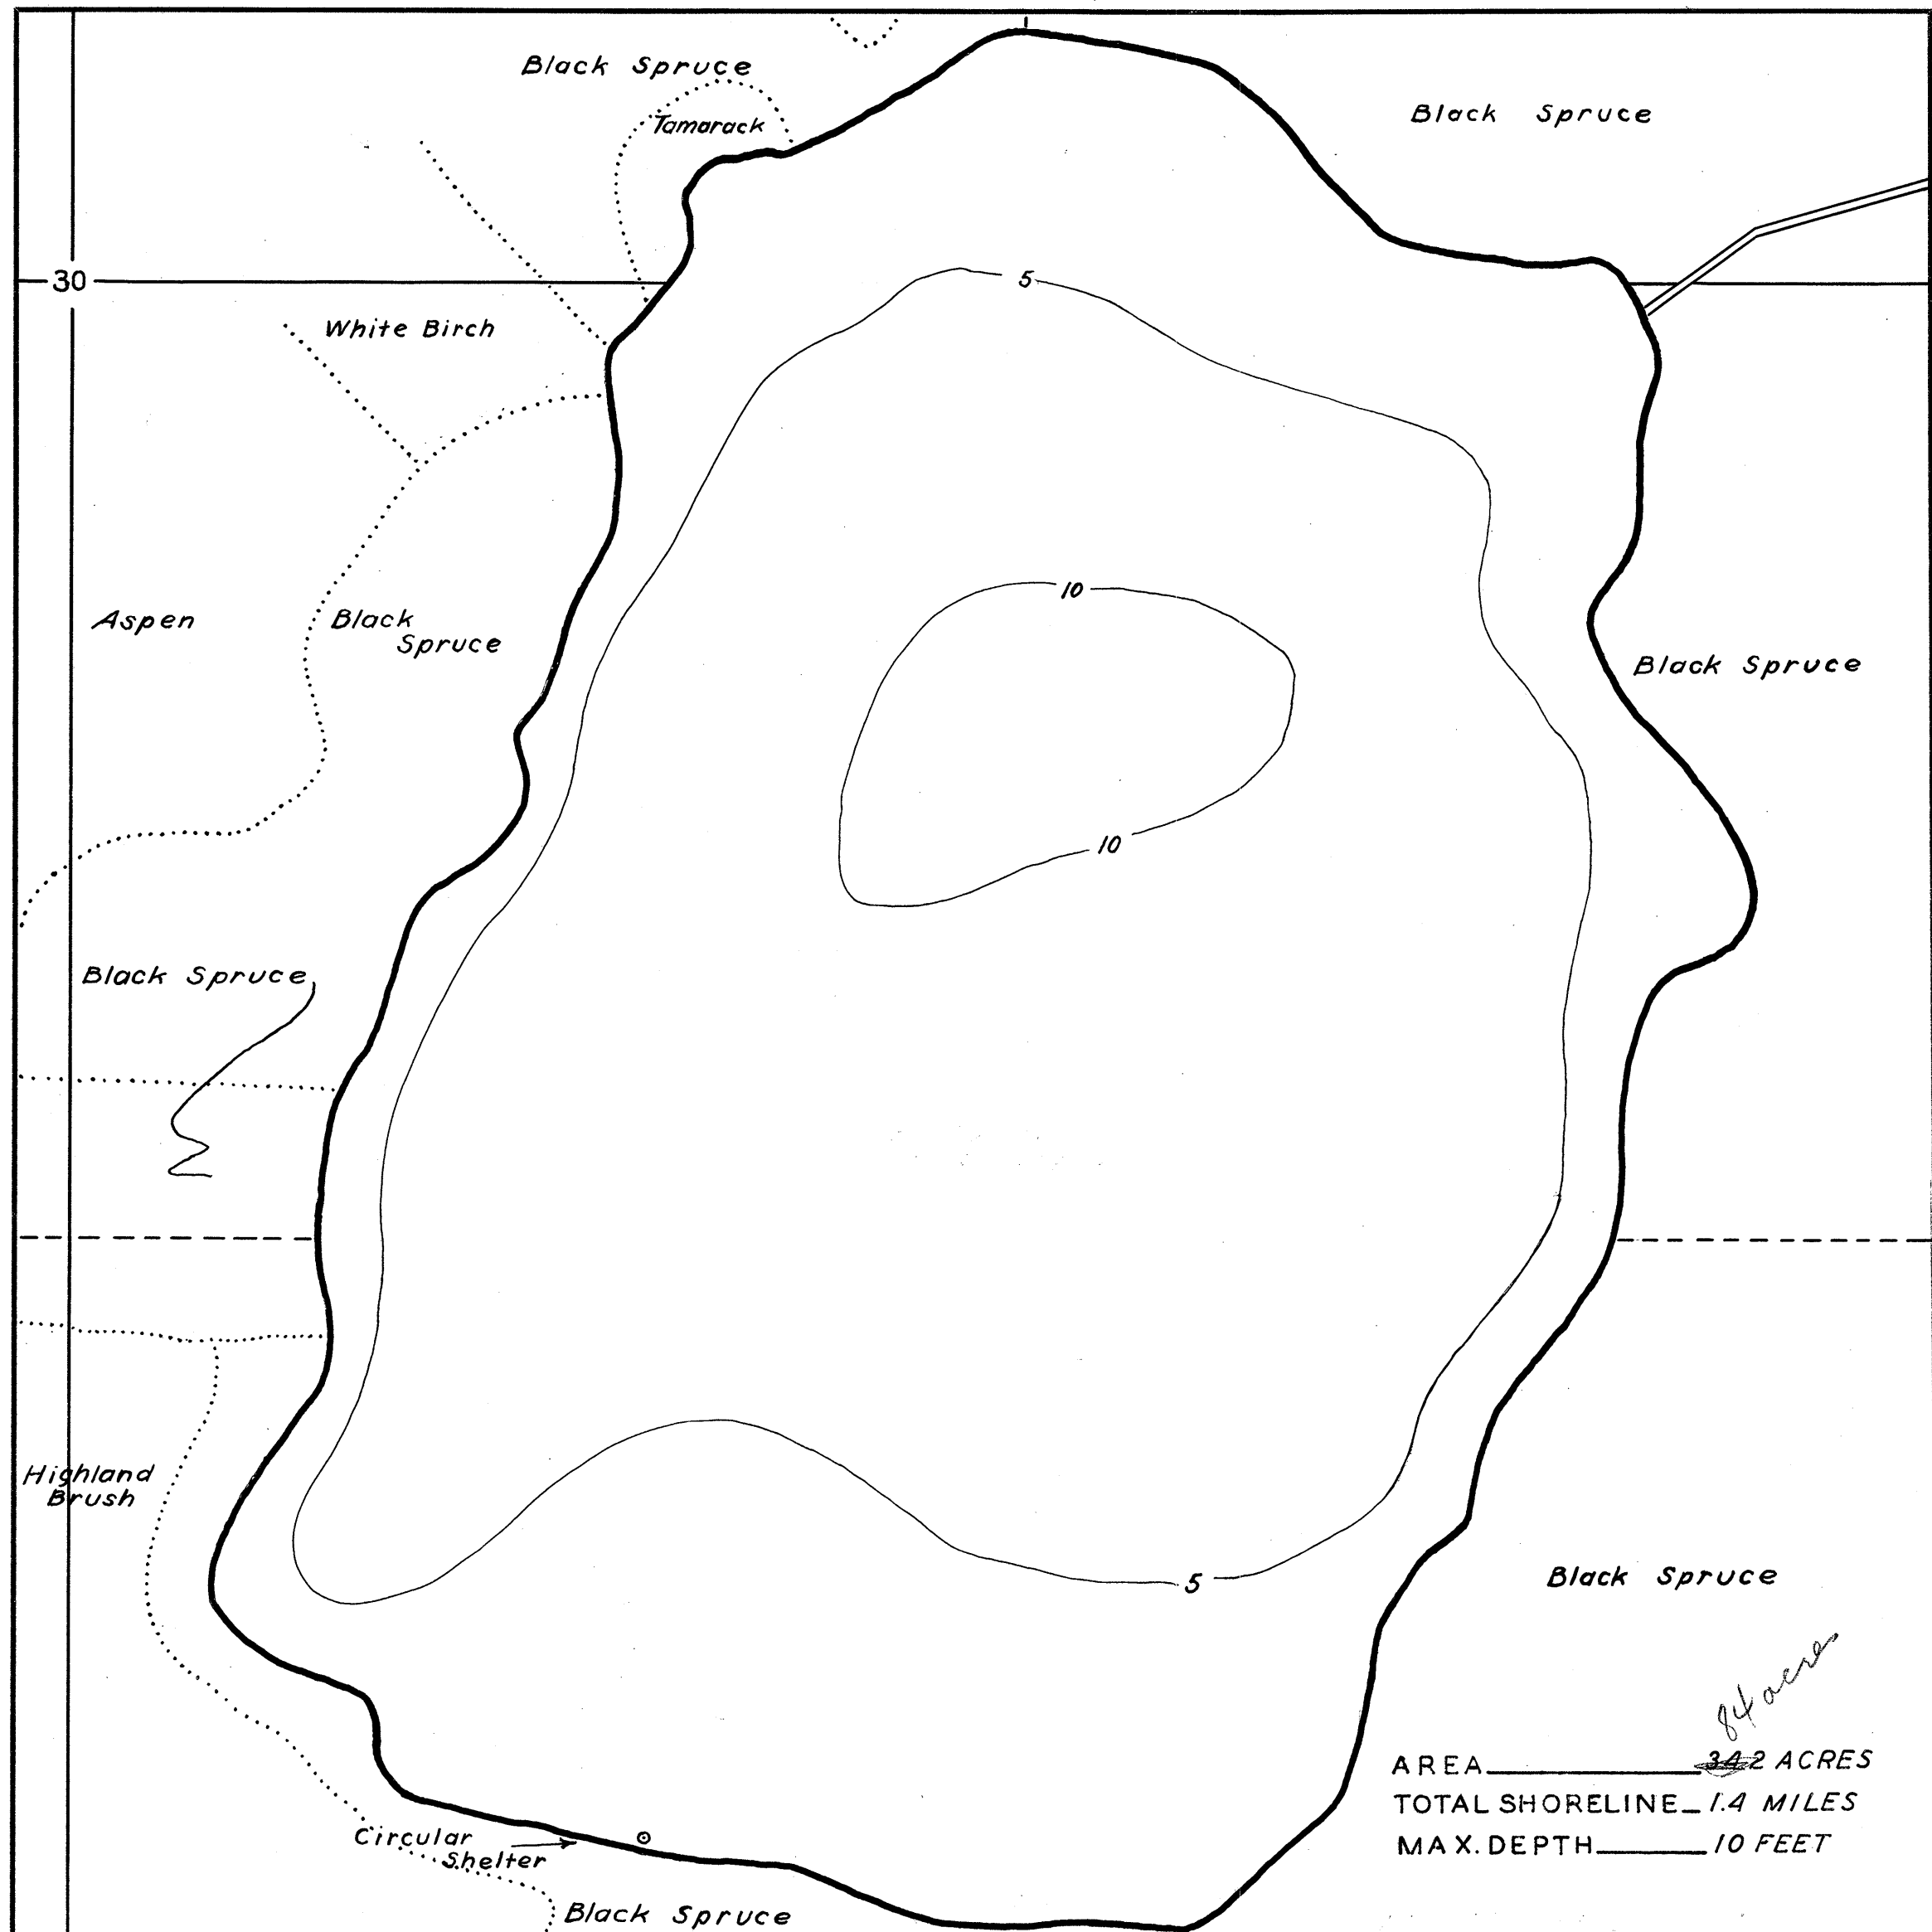 Black Spruce
Tamarack
Black Spruce
30
5
White Birch
10
Aspen
Black
Spruce
Black Spruce
10
Black Spruce
Highland
Brush
5
Black Spruce
84 acres
AREA 342 ACRES
TOTAL SHORELINE 1.4 MILES
MAX. DEPTH 10 FEET
Circular
Shelter
Black Spruce